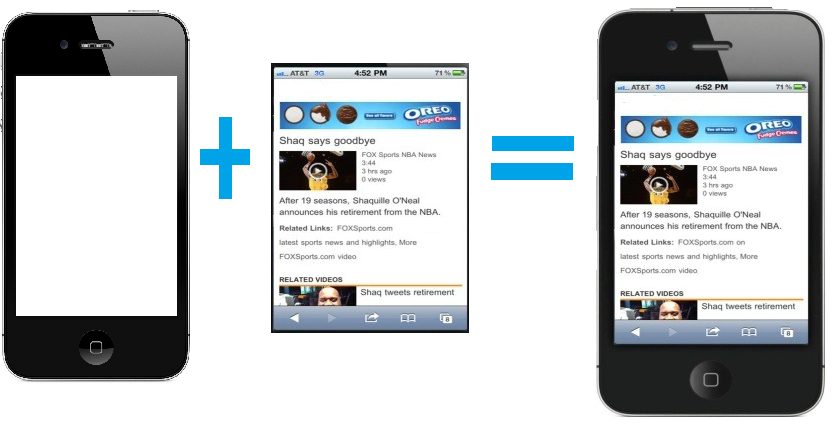 AT&T 3G 4:52 PM 71 %
See all flavors OREO
Fudge Cremes
Shaq says goodbye
FOX Sports NBA News
3:44
3 hrs ago
0 views
After 19 seasons, Shaquille O'Neal
announces his retirement from the NBA.
Related Links: FOXSports.com
latest sports news and highlights, More
FOXSports.com video
RELATED VIDEOS
Shaq tweets retirement
8
AT&T 3G 4:52 PM 71 %
See all flavors OREO
Fudge Cremes
Shaq says goodbye
FOX Sports NBA News
3:44
3 hrs ago
0 views
After 19 seasons, Shaquille O'Neal
announces his retirement from the NBA.
Related Links: FOXSports.com on
latest sports news and highlights, More
FOXSports.com video
RELATED VIDEOS
Shaq tweets retirement
8